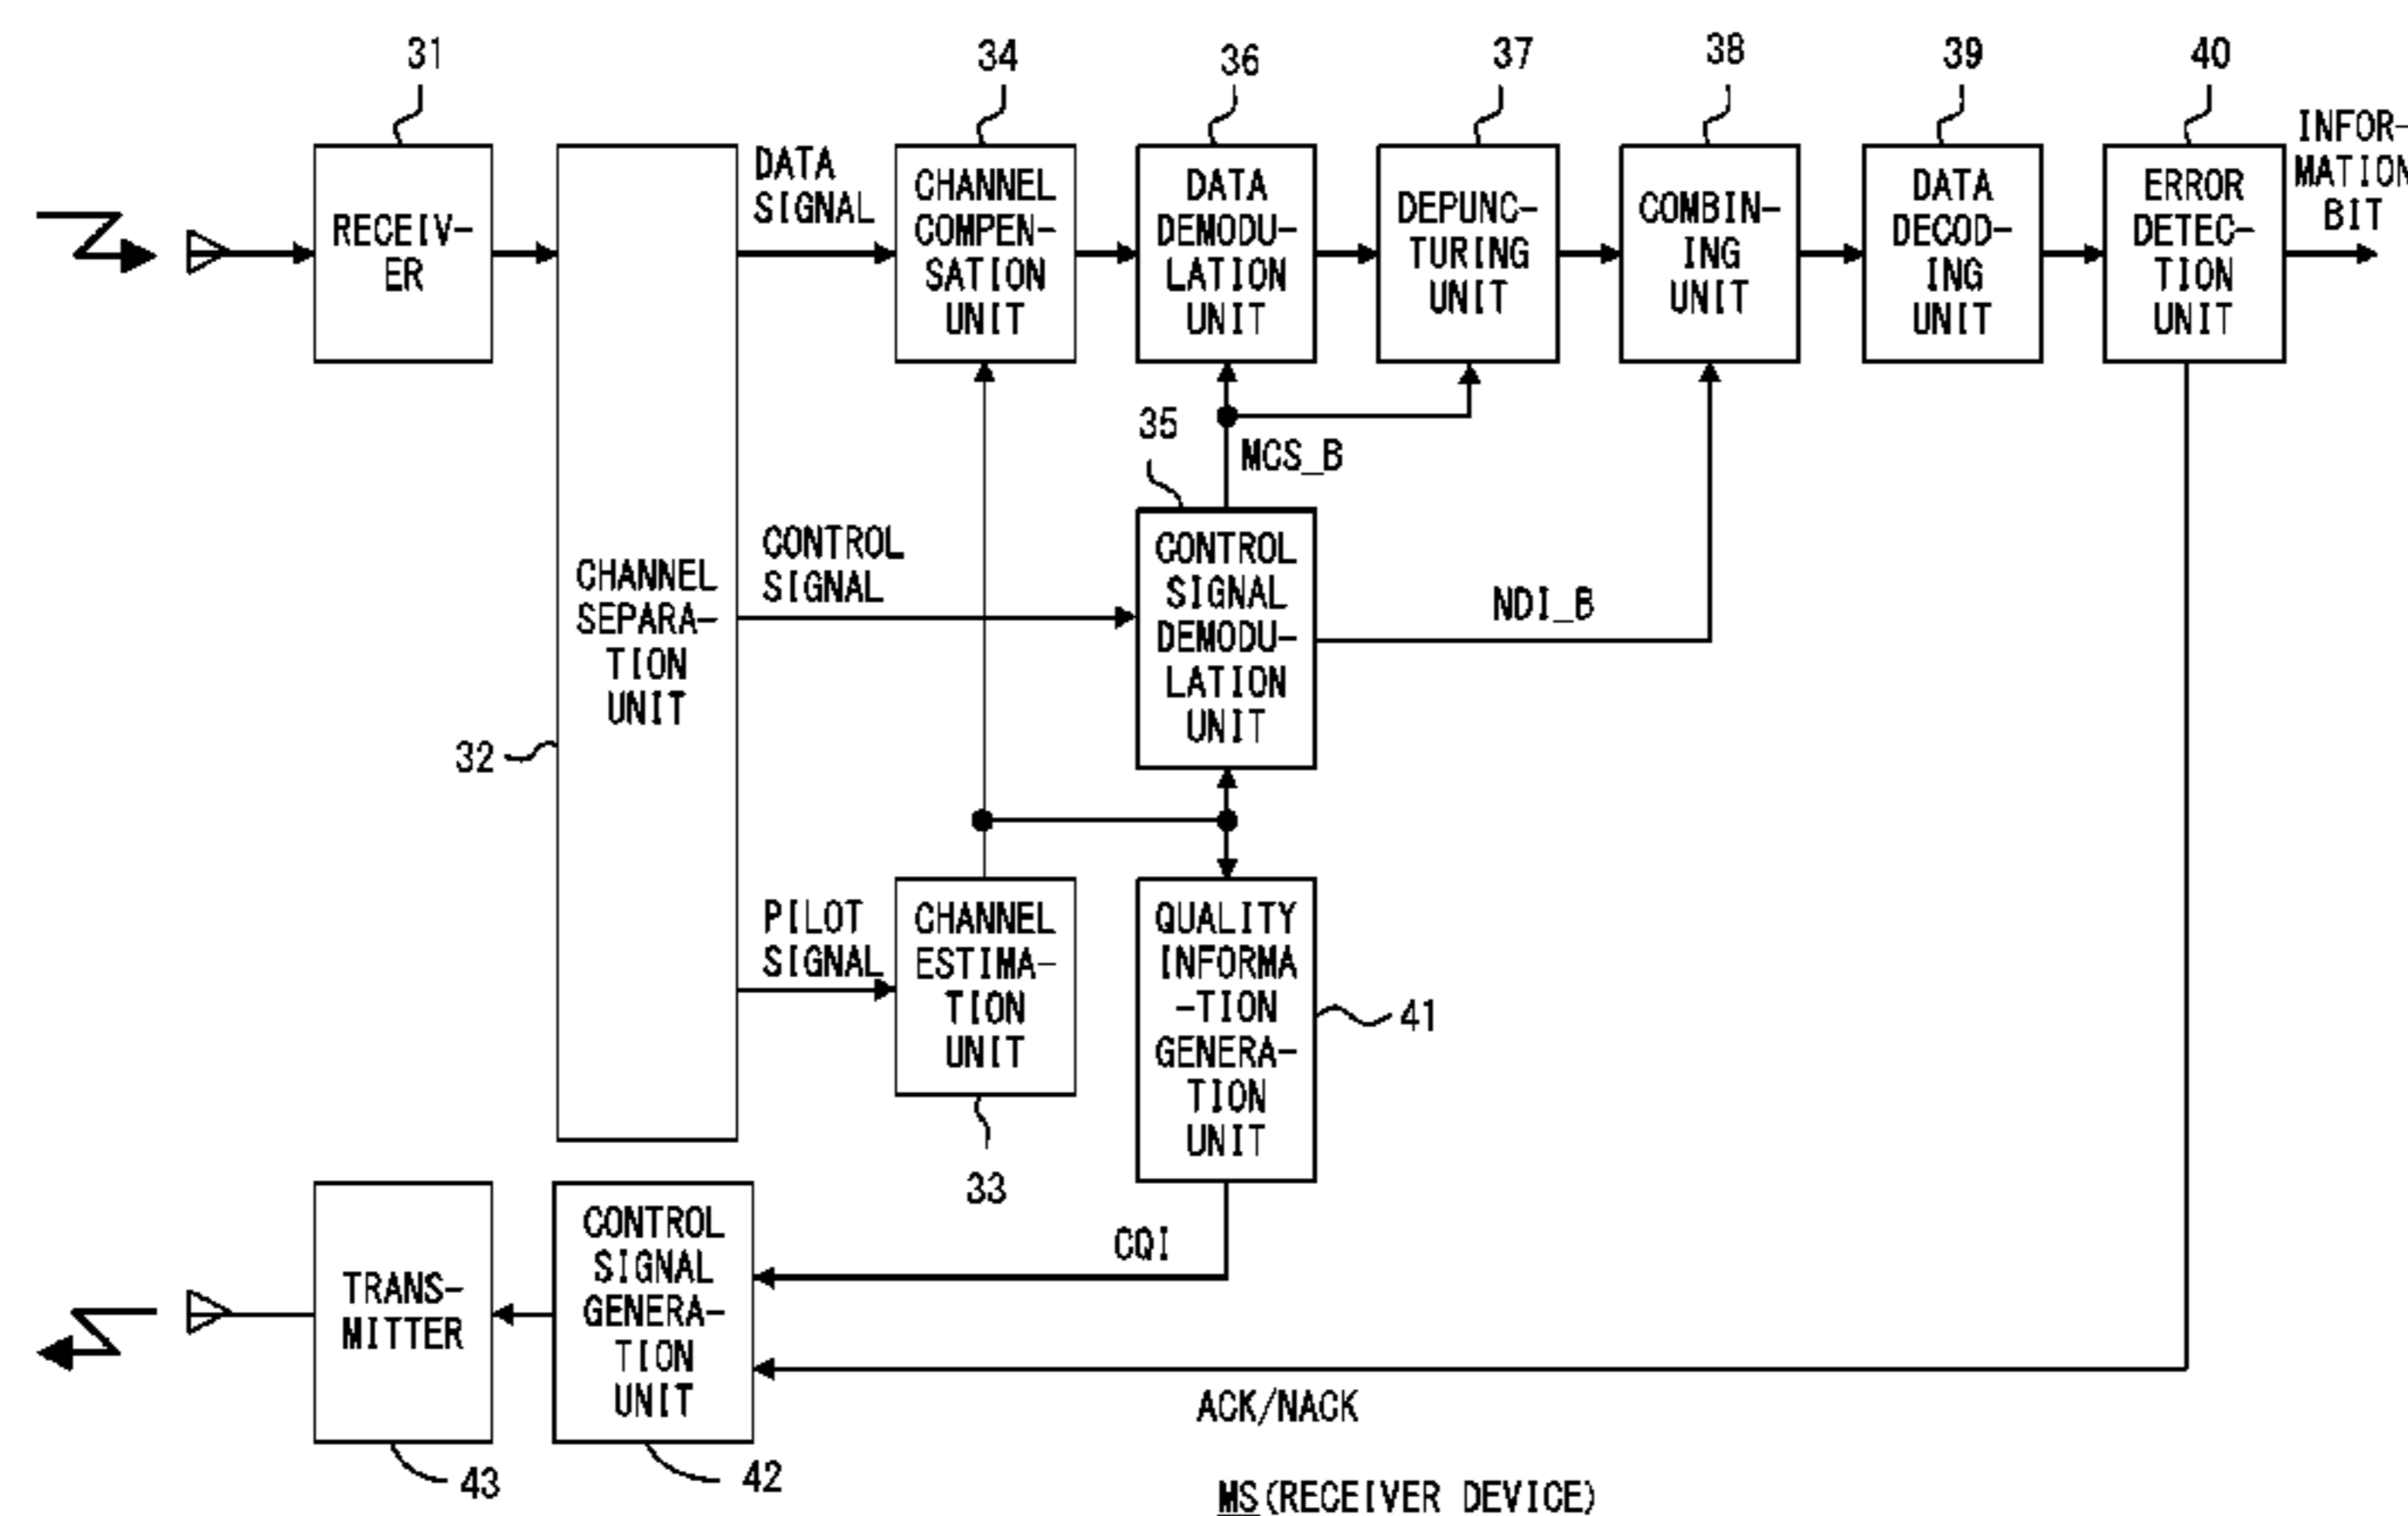 31
34
36
37
38
39
40
RECEIV-
ER
DATA
SIGNAL
CHANNEL
COMPEN-
SATION
UNIT
DATA
DEMODU-
LATION
UNIT
DEPUNC-
TURING
UNIT
COMBIN-
ING
UNIT
DATA
DECOD-
ING
UNIT
ERROR
DETEC-
TION
UNIT
INFOR-
MATION
BIT
35
MCS_B
CHANNEL
SEPARA-
TION
UNIT
32
CONTROL
SIGNAL
CONTROL
SIGNAL
DEMODU-
LATION
UNIT
NDI_B
PILOT
SIGNAL
CHANNEL
ESTIMA-
TION
UNIT
33
QUALITY
INFORMA
-TION
GENERA-
TION
UNIT
41
TRANS-
MITTER
43
CONTROL
SIGNAL
GENERA-
TION
UNIT
42
CQI
ACK/NACK
MS(RECEIVER DEVICE)